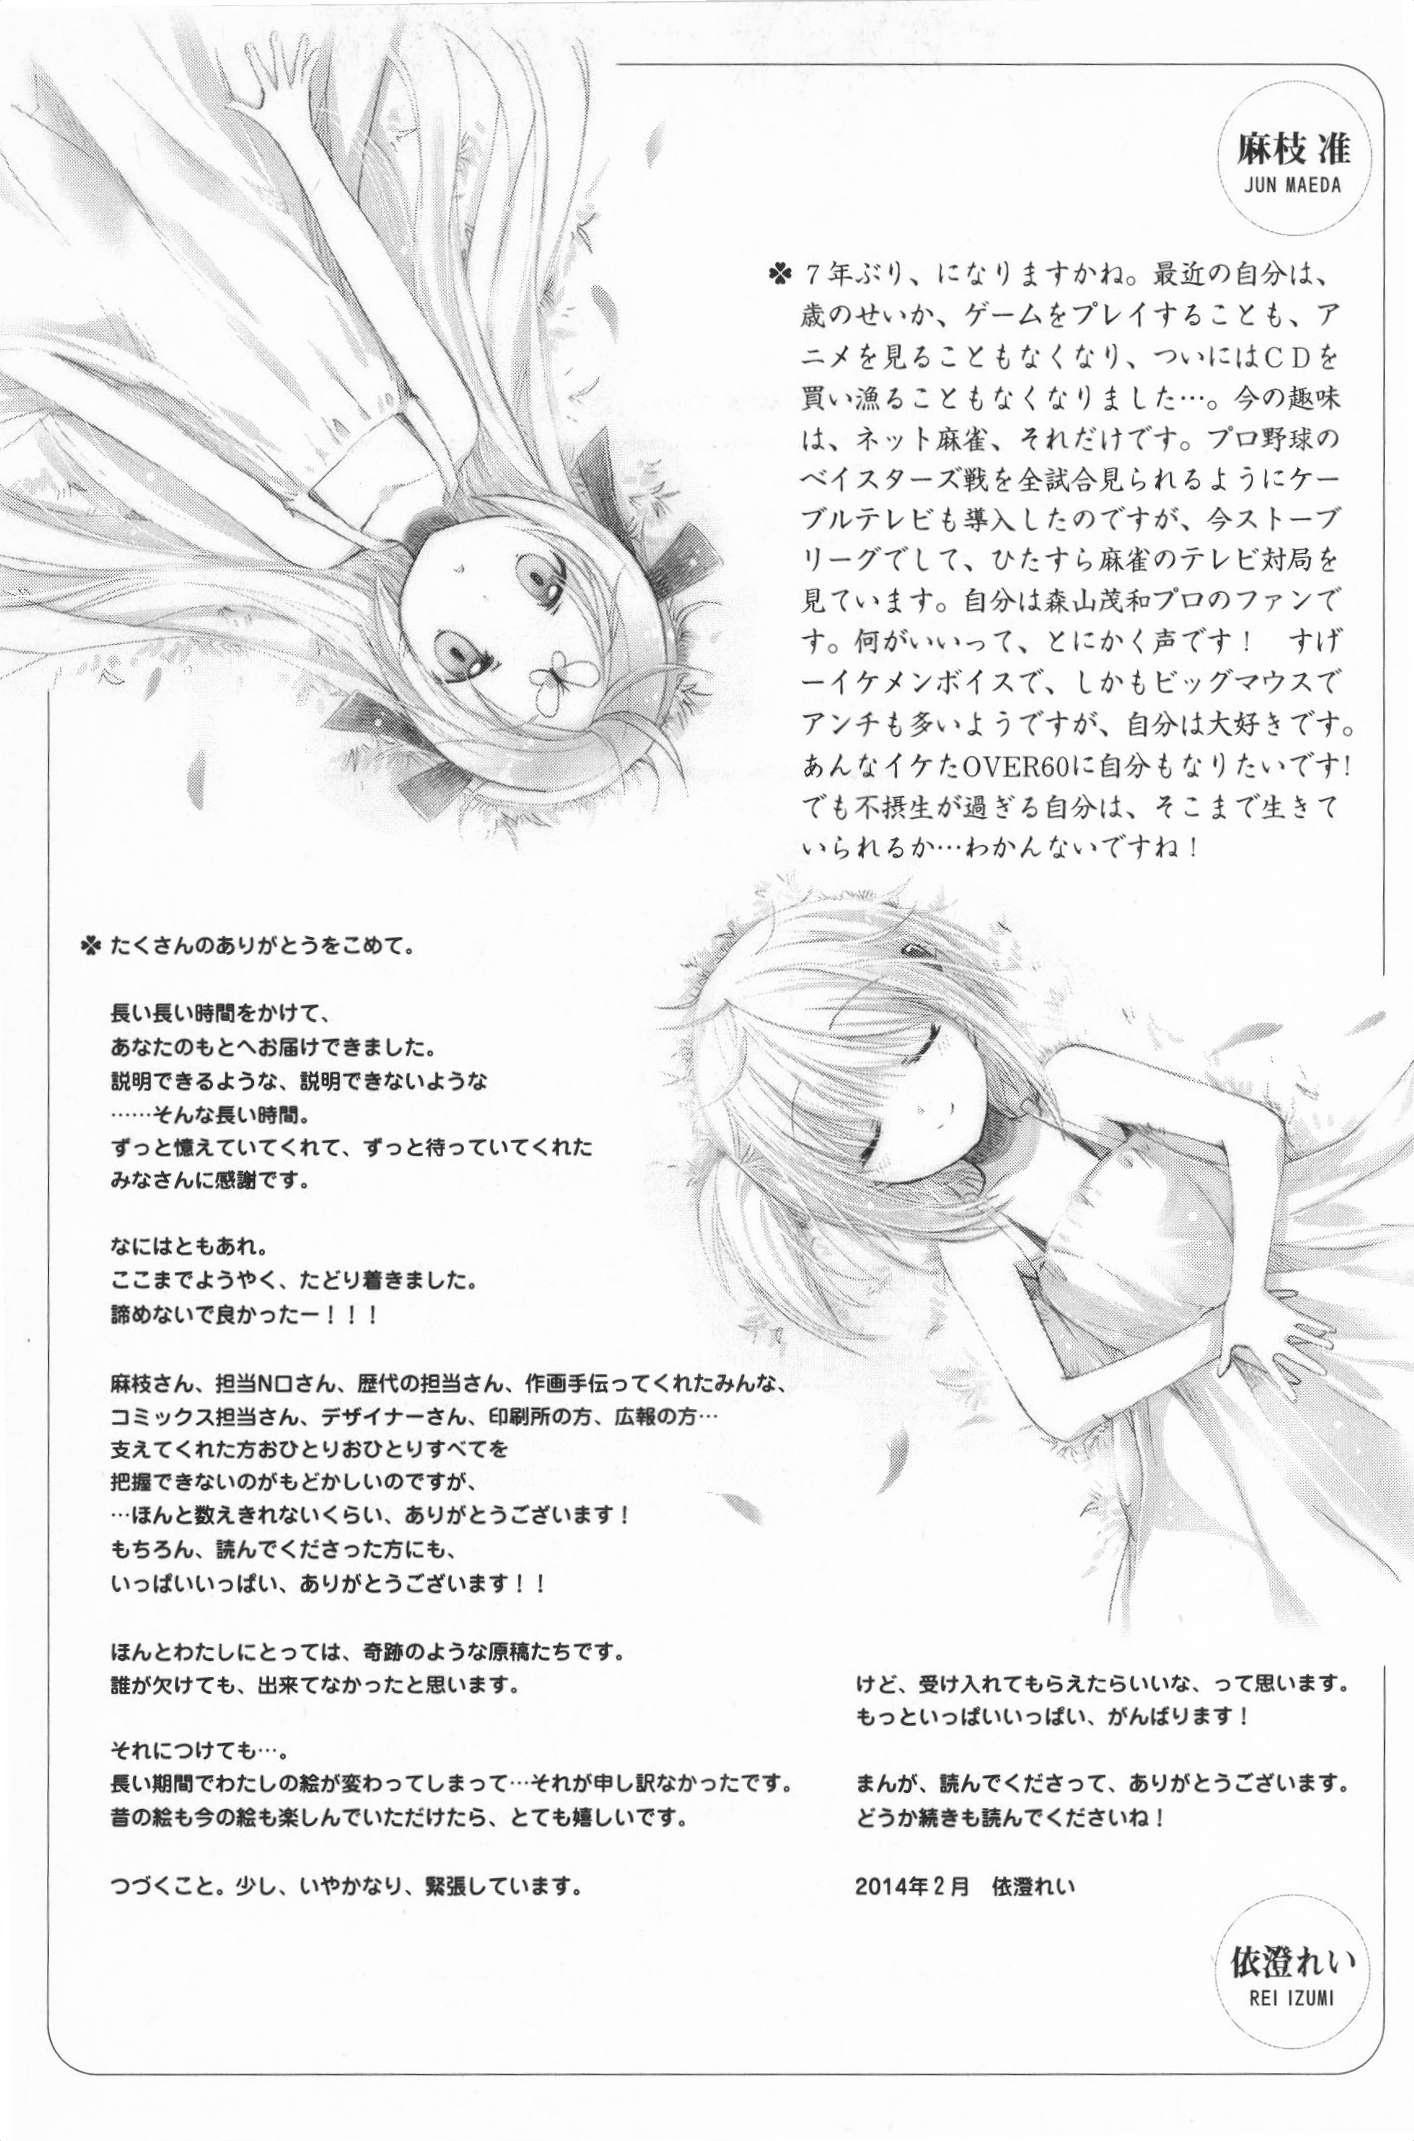 麻枝 准
JUN MAEDA
７年ぶり、になりますかね。最近の自分は、
歳のせいか、ゲームをプレイすることも、ア
ニメを見ることもなくなり、ついにはＣＤを
買い漁ることもなくなりました…。今の趣味
は、ネット麻雀、それだけです。プロ野球の
ベイスターズ戦を全試合見られるようにケー
ブルテレビも導入したのですが、今ストーブ
リーグでして、ひたすら麻雀のテレビ対局を
見ています。自分は森山茂和プロのファンで
す。何がいいって、とにかく声です！　すげ
ーイケメンボイスで、しかもビッグマウスで
アンチも多いようですが、自分は大好きです。
あんなイケたOVER60に自分もなりたいです!
でも不摂生が過ぎる自分は、そこまで生きて
いられるか…わかんないですね！
たくさんのありがとうをこめて。
長い長い時間をかけて、
あなたのもとへお届けできました。
説明できるような、説明できないような
……そんな長い時間。
ずっと憶えていてくれて、ずっと待っていてくれた
みなさんに感謝です。
なにはともあれ。
ここまでようやく、たどり着きました。
諦めないで良かったー！！！
麻枝さん、担当N口さん、歴代の担当さん、作画手伝ってくれたみんな、
コミックス担当さん、デザイナーさん、印刷所の方、広報の方…
支えてくれた方おひとりおひとりすべてを
把握できないのがもどかしいのですが、
…ほんと数えきれないくらい、ありがとうございます！
もちろん、読んでくださった方にも、
いっぱいいっぱい、ありがとうございます！！
ほんとわたしにとっては、奇跡のような原稿たちです。
誰が欠けても、出来てなかったと思います。
それにつけても…。
長い期間でわたしの絵が変わってしまって…それが申し訳なかったです。
昔の絵も今の絵も楽しんでいただけたら、とても嬉しいです。
つづくこと。少し、いやかなり、緊張しています。
けど、受け入れてもらえたらいいな、って思います。
もっといっぱいいっぱい、がんばります！
まんが、読んでくださって、ありがとうございます。
どうか続きも読んでくださいね！
2014年２月　依澄れい
依澄れい
REI IZUMI